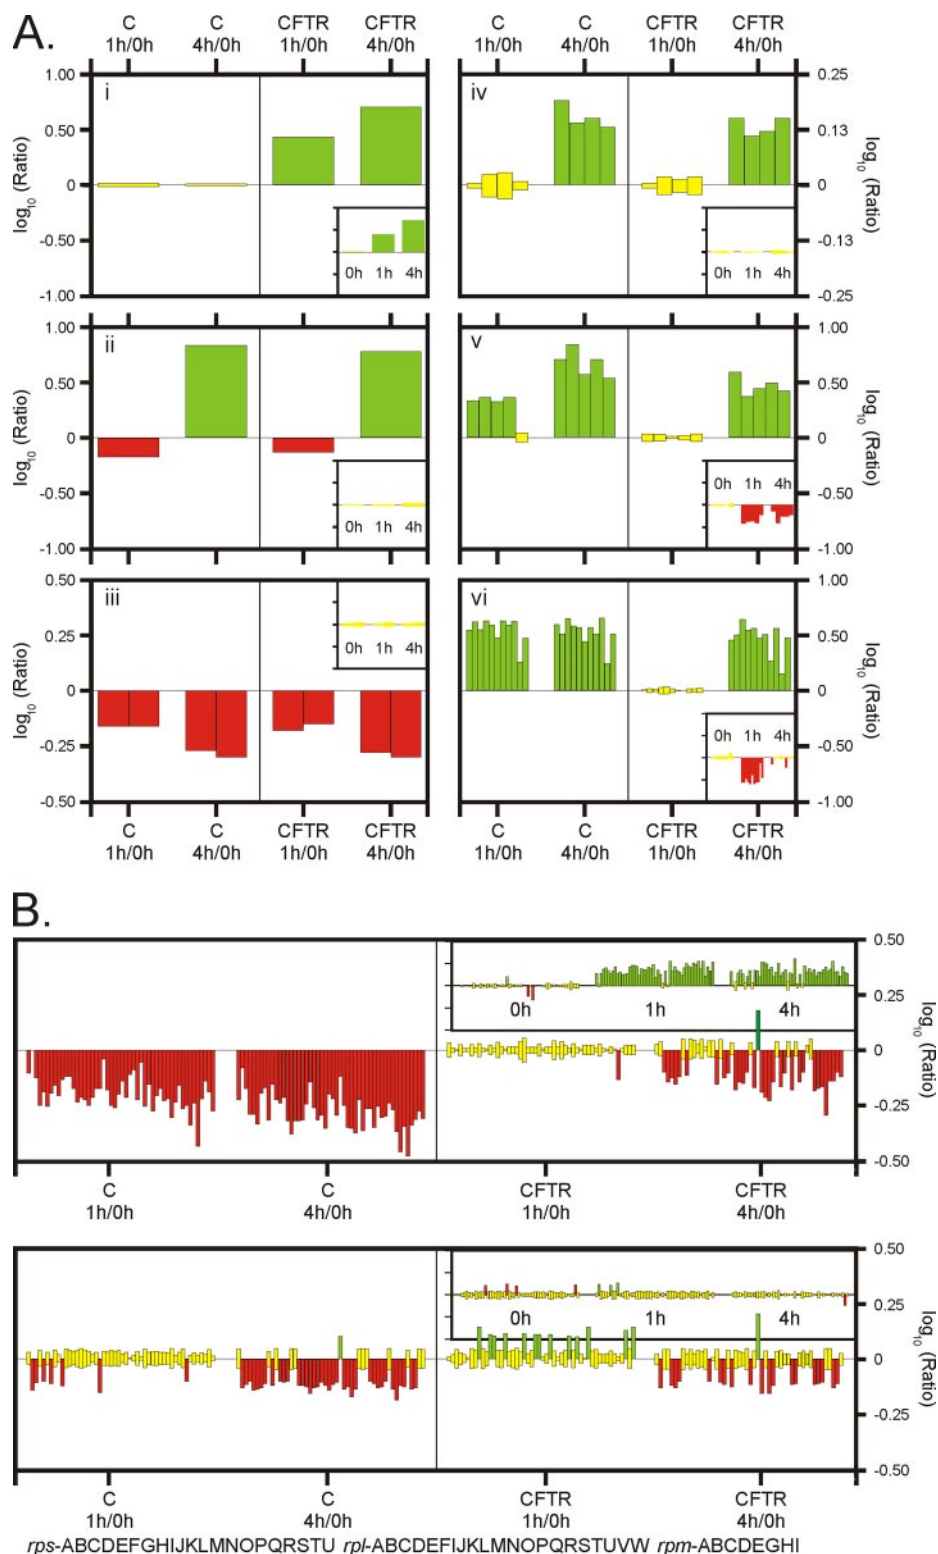 A.
C C CFTR CFTR C C CFTR CFTR
1h/0h 4h/0h 1h/0h 4h/0h 1h/0h 4h/0h 1h/0h 4h/0h
1.00 i iv 0.25
0.50 0.13
log10 (Ratio) 0 0 log10 (Ratio)
-0.50 0h 1h 4h 0h 1h 4h -0.13
-1.00 -0.25
1.00 ii v 1.00
0.50 0.50
log10 (Ratio) 0 0 log10 (Ratio)
-0.50 0h 1h 4h 0h 1h 4h -0.50
-1.00 -1.00
0.50 iii vi 1.00
0.25 0h 1h 4h 0.50
log10 (Ratio) 0 0 log10 (Ratio)
-0.25 0h 1h 4h -0.50
-0.50 -1.00
C C CFTR CFTR C C CFTR CFTR
1h/0h 4h/0h 1h/0h 4h/0h 1h/0h 4h/0h 1h/0h 4h/0h
B.
0.50
0h 1h 4h 0.25
0 log10 (Ratio)
-0.25
-0.50
C C CFTR CFTR
1h/0h 4h/0h 1h/0h 4h/0h
0.50
0h 1h 4h 0.25
0 log10 (Ratio)
-0.25
-0.50
C C CFTR CFTR
1h/0h 4h/0h 1h/0h 4h/0h
rps-ABCDEFGHIJKLMNOPQRSTU rpl-ABCDEFIJKLMNOPQRSTUVW rpm-ABCDEGHI